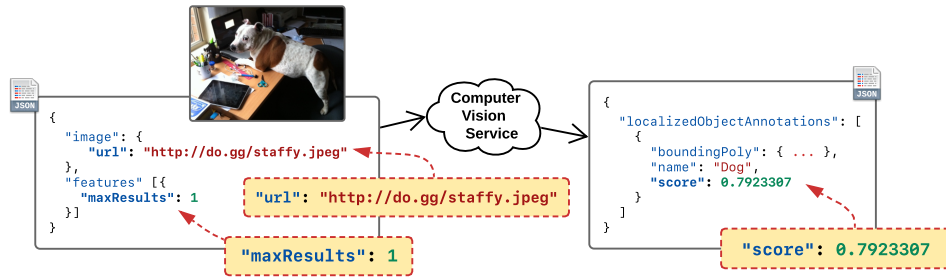 JSON
{
"image": {
"url": "http://do.gg/staffy.jpeg"
},
"features" [{
"maxResults": 1
}]
}
"url": "http://do.gg/staffy.jpeg"
"maxResults": 1
Computer
Vision
Service
JSON
{
"localizedObjectAnnotations": [
{
"boundingPoly": { ... },
"name": "Dog",
"score": 0.7923307
}
]
}
"score": 0.7923307